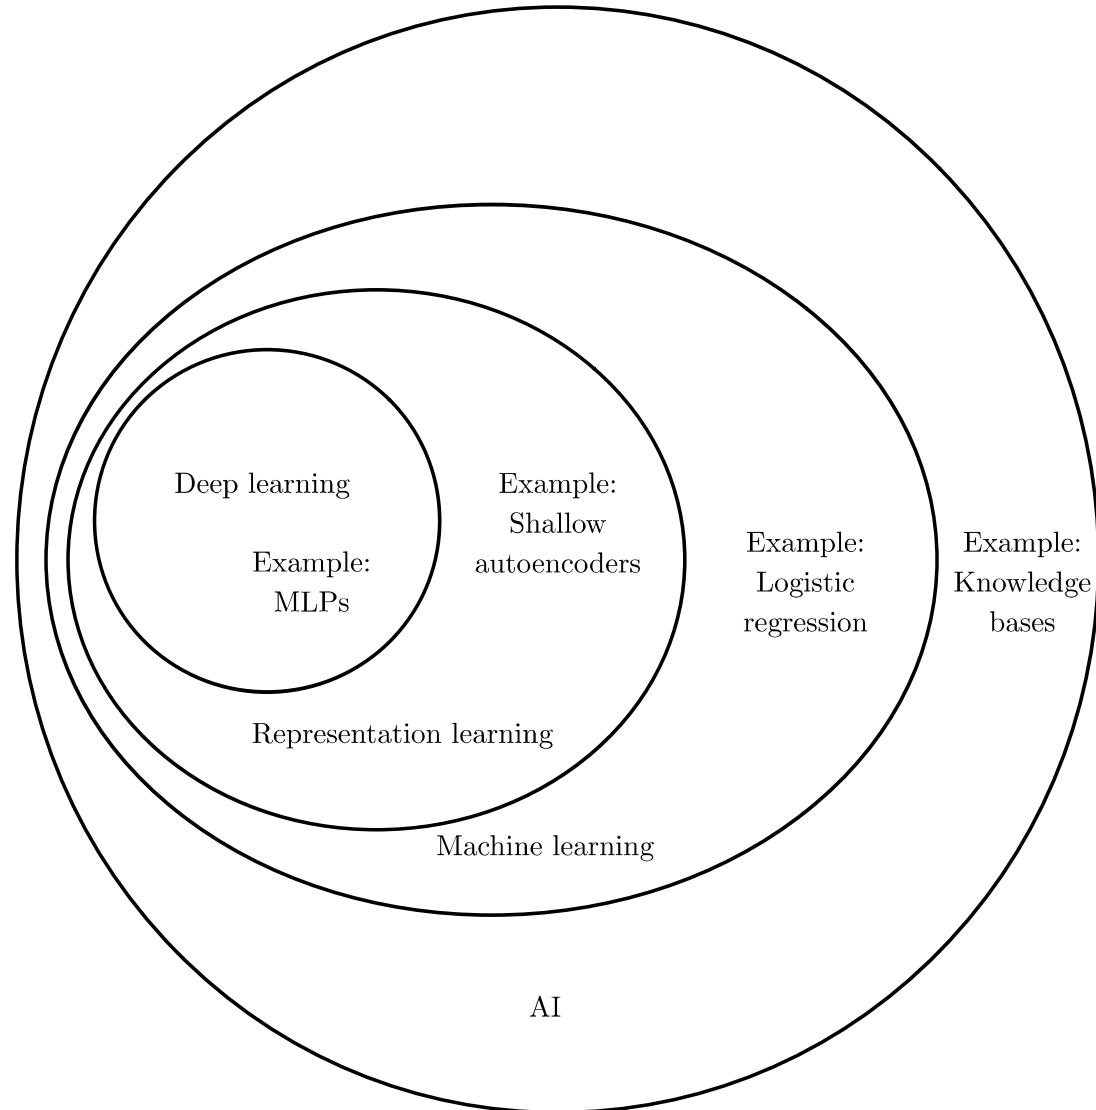 Deep learning
Example:
MLPs
Example:
Shallow
autoencoders
Example:
Logistic
regression
Example:
Knowledge
bases
Representation learning
Machine learning
AI